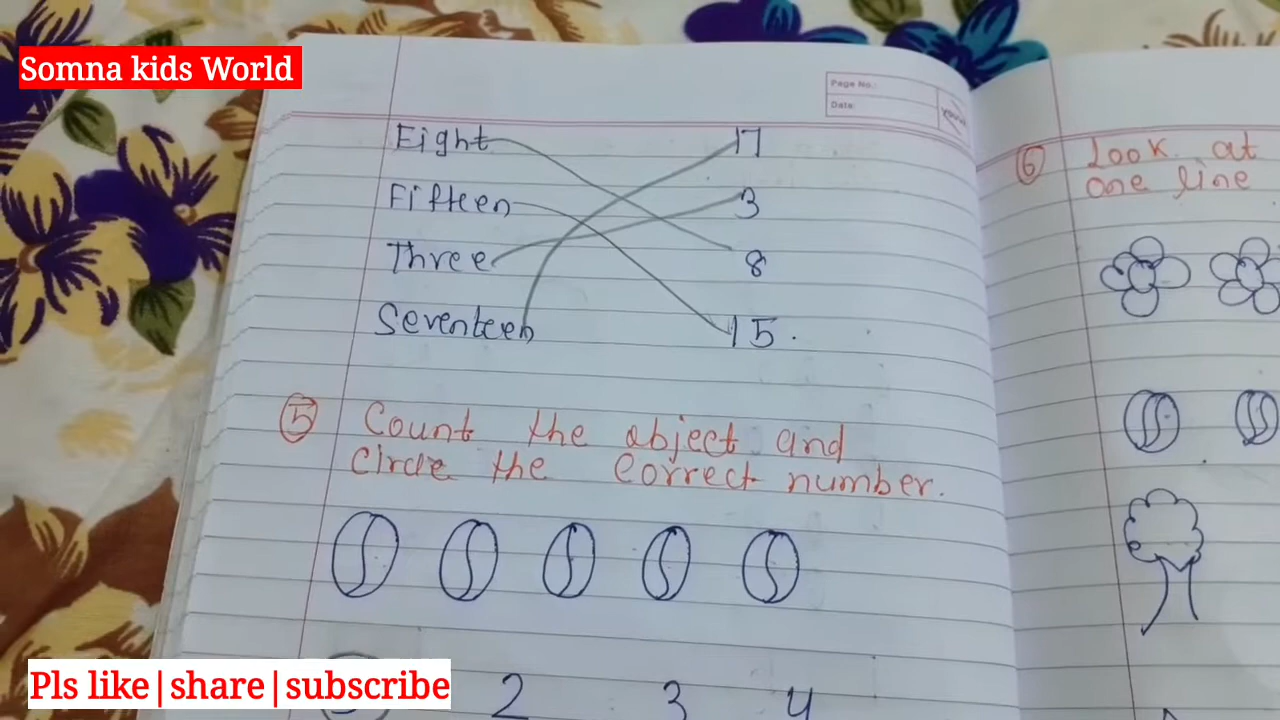 Somna kids World
Page No.:
Date:
Eight 17
Fifteen 3
Three 8
Seventeen 15.
5 Count the object and
circle the correct number.
2 3 4
6 Look at
one line
Pls like|share|subscribe